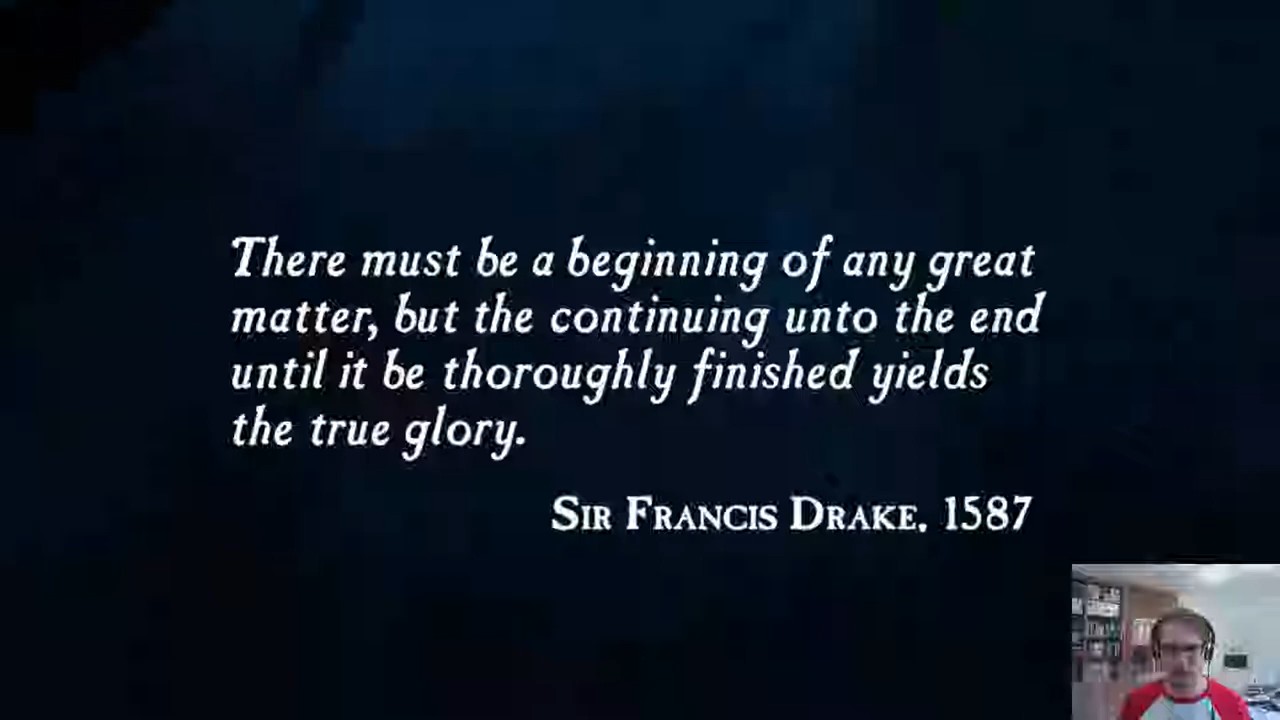 There must be a beginning of any great
matter, but the continuing unto the end
until it be thoroughly finished yields
the true glory.
Sir Francis Drake, 1587